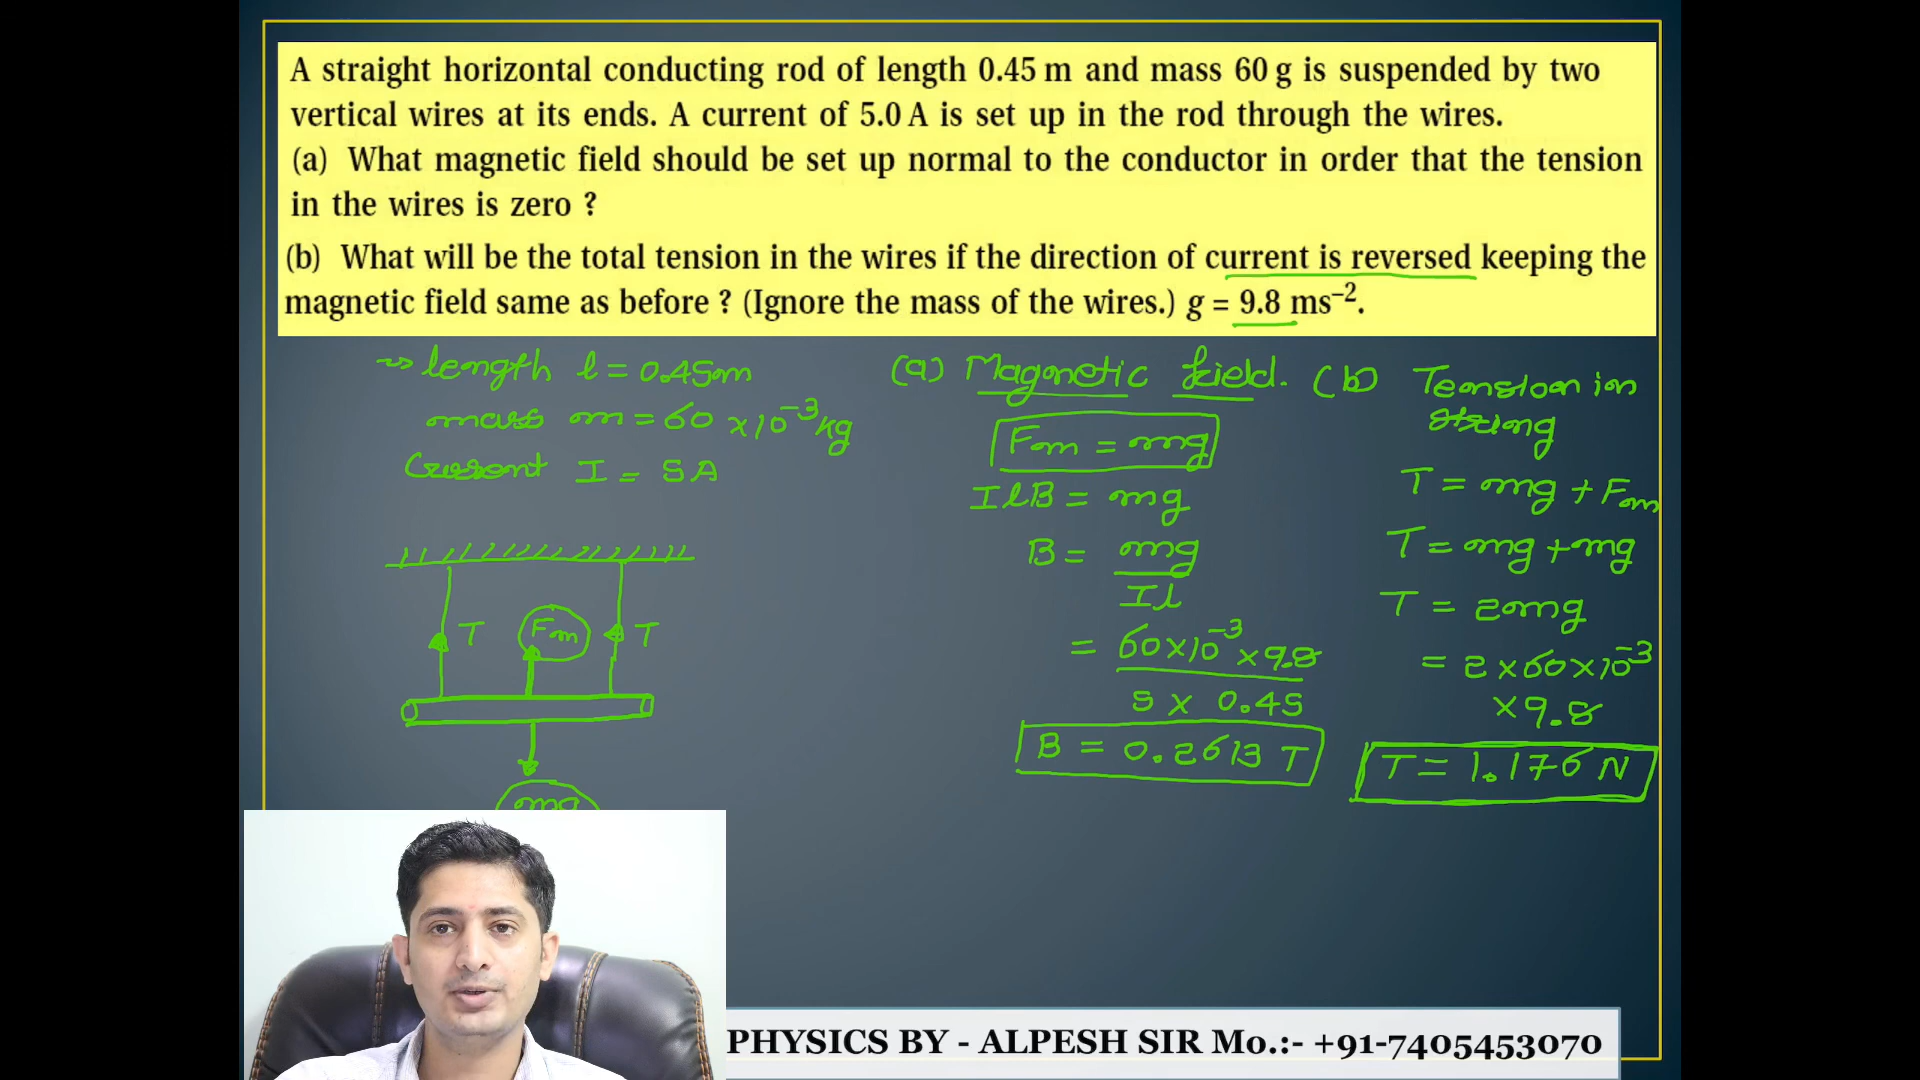 A straight horizontal conducting rod of length 0.45 m and mass 60 g is suspended by two
vertical wires at its ends. A current of 5.0 A is set up in the rod through the wires.
(a) What magnetic field should be set up normal to the conductor in order that the tension
in the wires is zero ?
(b) What will be the total tension in the wires if the direction of current is reversed keeping the
magnetic field same as before ? (Ignore the mass of the wires.) g = 9.8 ms⁻².
→ length l = 0.45m
mass m = 60 ×10⁻³ kg
Current I = 5A
T Fm T
mg
(a) Magnetic field.
Fm = mg
IlB = mg
B = mg
Il
= 60×10⁻³ ×9.8
5 × 0.45
B = 0.2613 T
(b) Tension in
string
T = mg + Fm
T = mg + mg
T = 2mg
= 2×60×10⁻³
×9.8
T = 1.176 N
PHYSICS BY - ALPESH SIR Mo.:- +91-7405453070